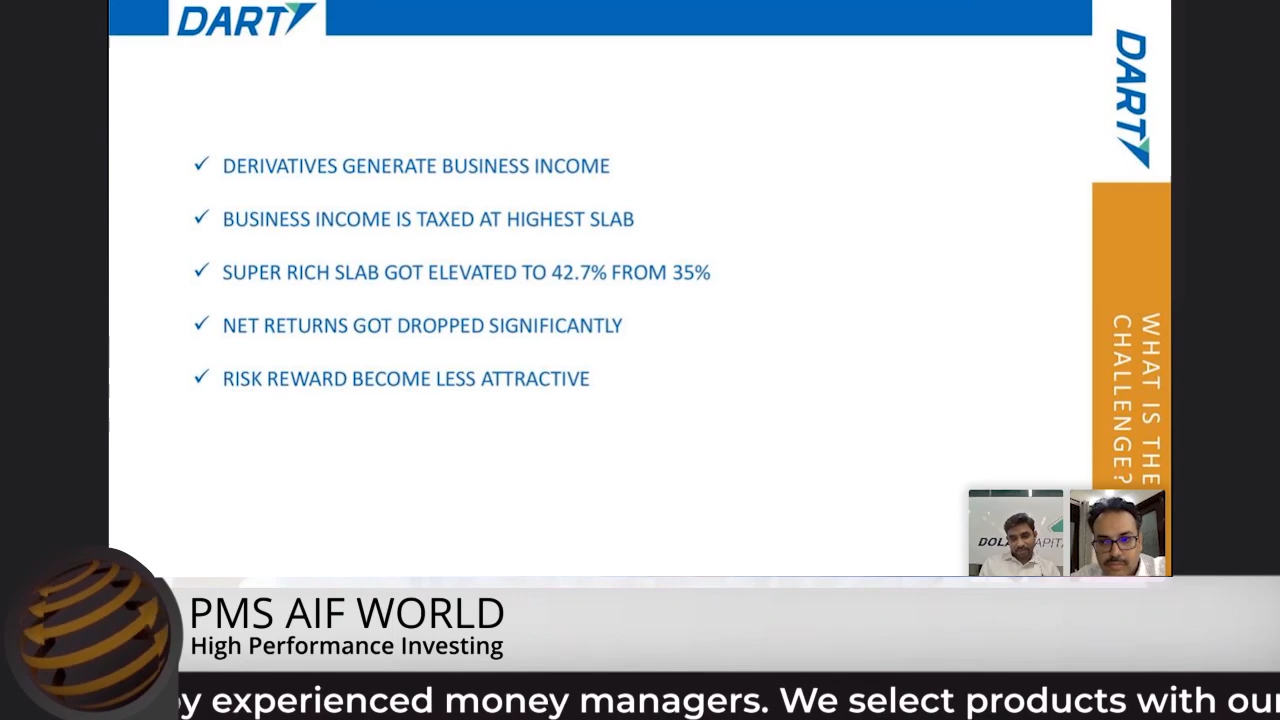 DART
DART
DERIVATIVES GENERATE BUSINESS INCOME
BUSINESS INCOME IS TAXED AT HIGHEST SLAB
SUPER RICH SLAB GOT ELEVATED TO 42.7% FROM 35%
NET RETURNS GOT DROPPED SIGNIFICANTLY
RISK REWARD BECOME LESS ATTRACTIVE
WHAT IS THE
CHALLENGE?
PMS AIF WORLD
High Performance Investing
by experienced money managers. We select products with our